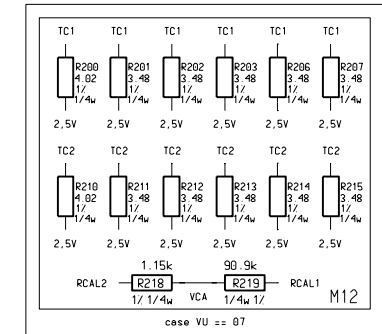 TC1 TC1 TC1 TC1 TC1 TC1
R200 R201 R202 R203 R206 R207
4.02 3.48 3.48 3.48 3.48 3.48
1% 1% 1% 1% 1% 1%
1/4w 1/4w 1/4w 1/4w 1/4w 1/4w
2,5V 2,5V 2,5V 2,5V 2,5V 2,5V
TC2 TC2 TC2 TC2 TC2 TC2
R210 R211 R212 R213 R214 R215
4.02 3.48 3.48 3.48 3.48 3.48
1% 1% 1% 1% 1% 1%
1/4w 1/4w 1/4w 1/4w 1/4w 1/4w
2,5V 2,5V 2,5V 2,5V 2,5V 2,5V
1.15k 90.9k
RCAL2 R218 R219 RCAL1
1% 1/4w VCA 1/4w 1% M12
case VU == 07